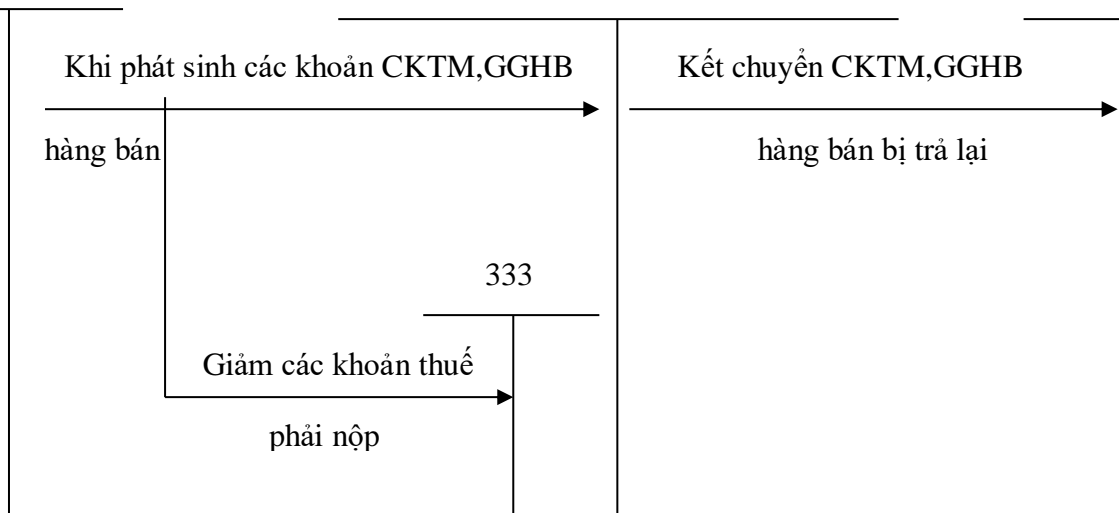 Khi phát sinh các khoản CKTM,GGHB
hàng bán
Kết chuyển CKTM,GGHB
hàng bán bị trả lại
333
Giảm các khoản thuế
phải nộp